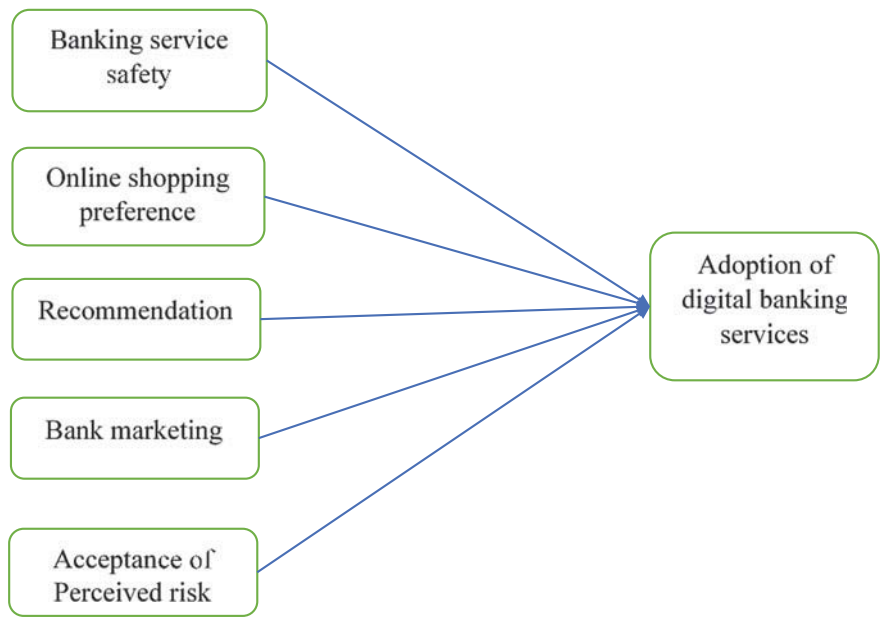 Banking service
safety
Online shopping
preference
Recommendation
Bank marketing
Acceptance of
Perceived risk
Adoption of
digital banking
services